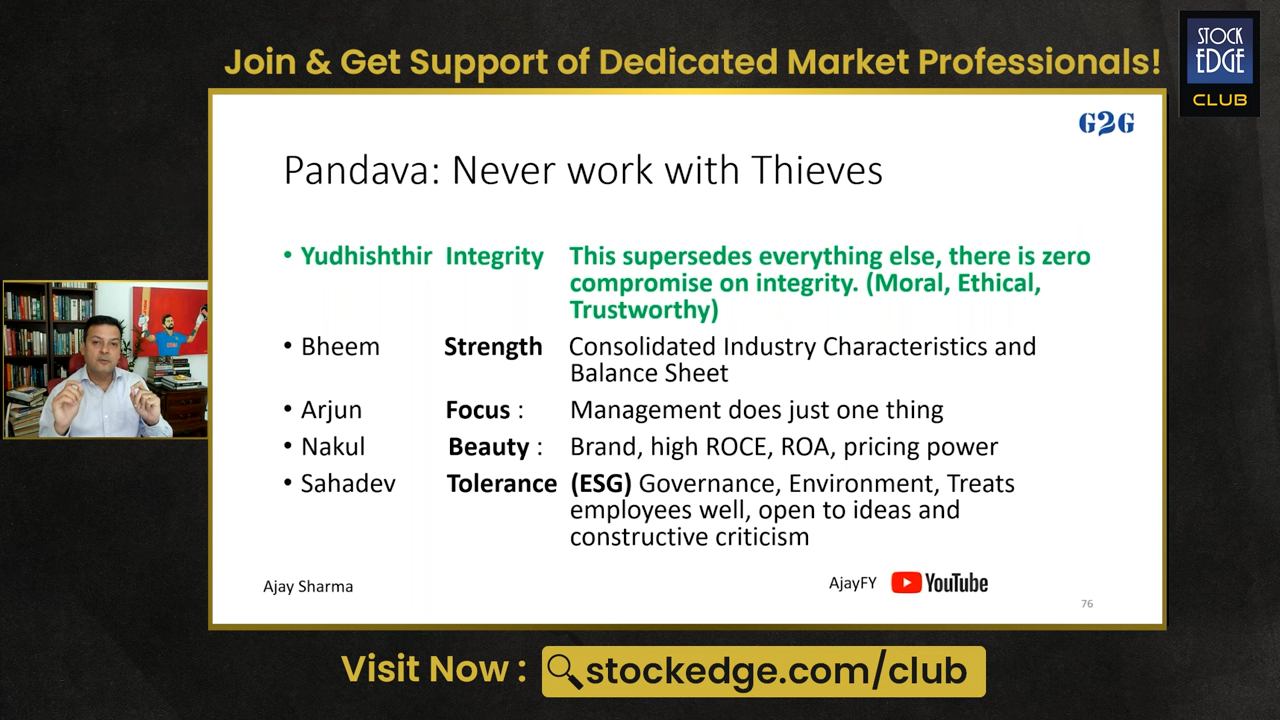 Join & Get Support of Dedicated Market Professionals!
STOCK
EDGE
CLUB
G2G
Pandava: Never work with Thieves
• Yudhishthir Integrity This supersedes everything else, there is zero
compromise on integrity. (Moral, Ethical,
Trustworthy)
• Bheem Strength Consolidated Industry Characteristics and
Balance Sheet
• Arjun Focus : Management does just one thing
• Nakul Beauty : Brand, high ROCE, ROA, pricing power
• Sahadev Tolerance (ESG) Governance, Environment, Treats
employees well, open to ideas and
constructive criticism
Ajay Sharma
AjayFY YouTube
76
Visit Now : stockedge.com/club